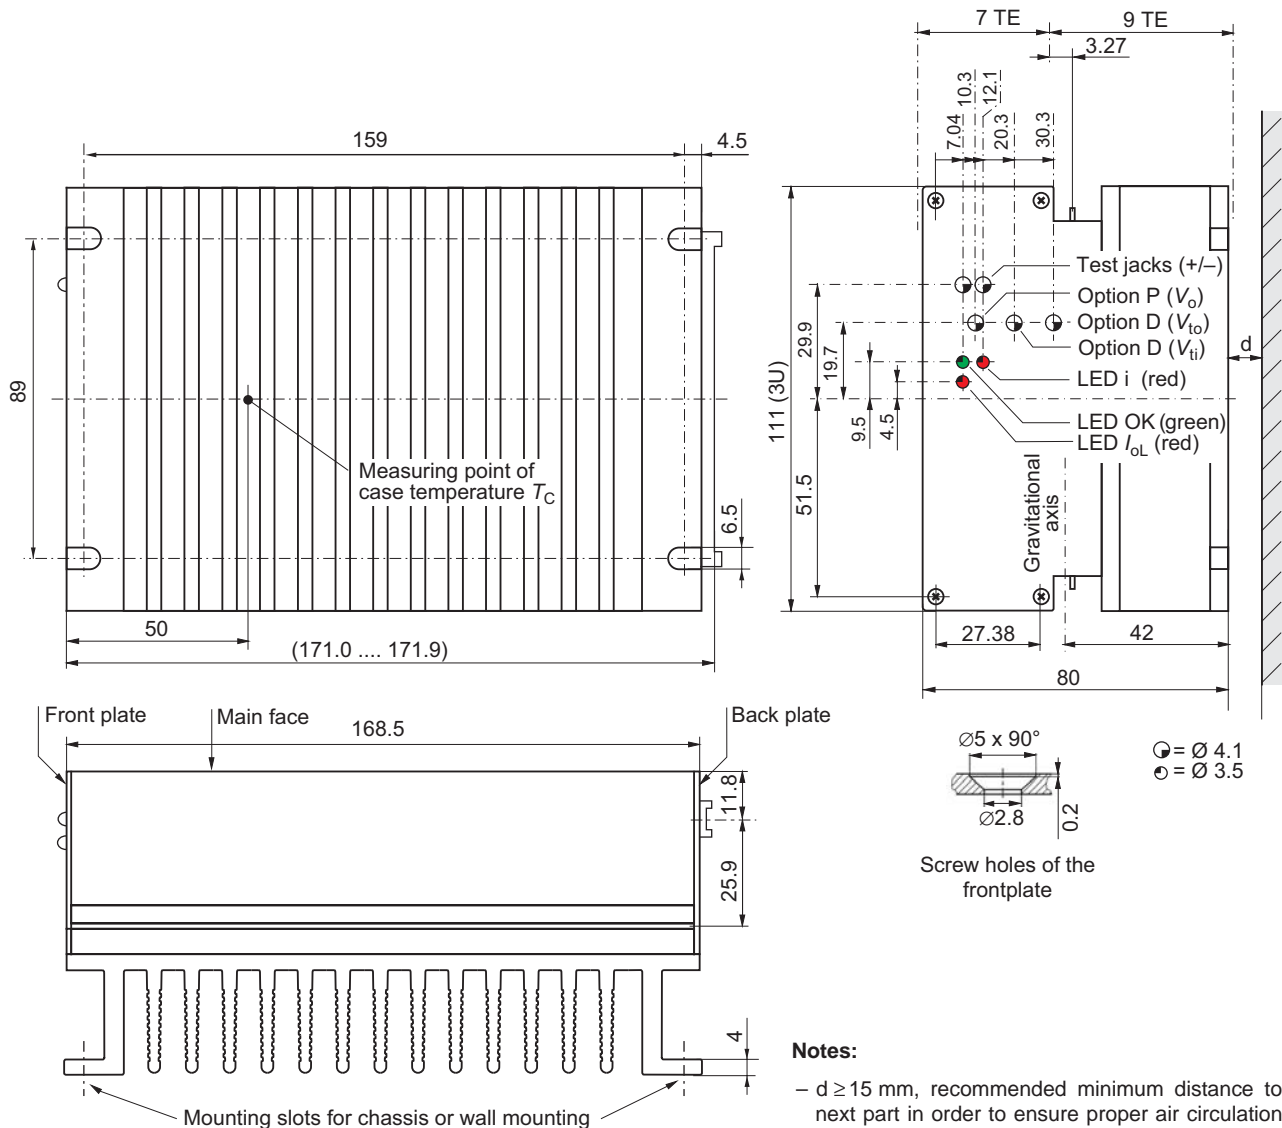 7 TE
9 TE
3.27
159
4.5
7.04
10.3
12.1
20.3
30.3
89
Measuring point of
case temperature TC
6.5
50
(171.0 .... 171.9)
111 (3U)
29.9
19.7
9.5
4.5
51.5
Test jacks (+/–)
Option P (Vo)
Option D (Vto)
Option D (Vti)
LED i (red)
LED OK (green)
LED IoL (red)
d
Gravitational
axis
27.38
42
80
Front plate
Main face
Back plate
168.5
11.8
25.9
4
Mounting slots for chassis or wall mounting
∅5 x 90°
∅2.8
0.2
Screw holes of the
frontplate
= Ø 4.1
= Ø 3.5
Notes:
– d ≥ 15 mm, recommended minimum distance to
next part in order to ensure proper air circulation